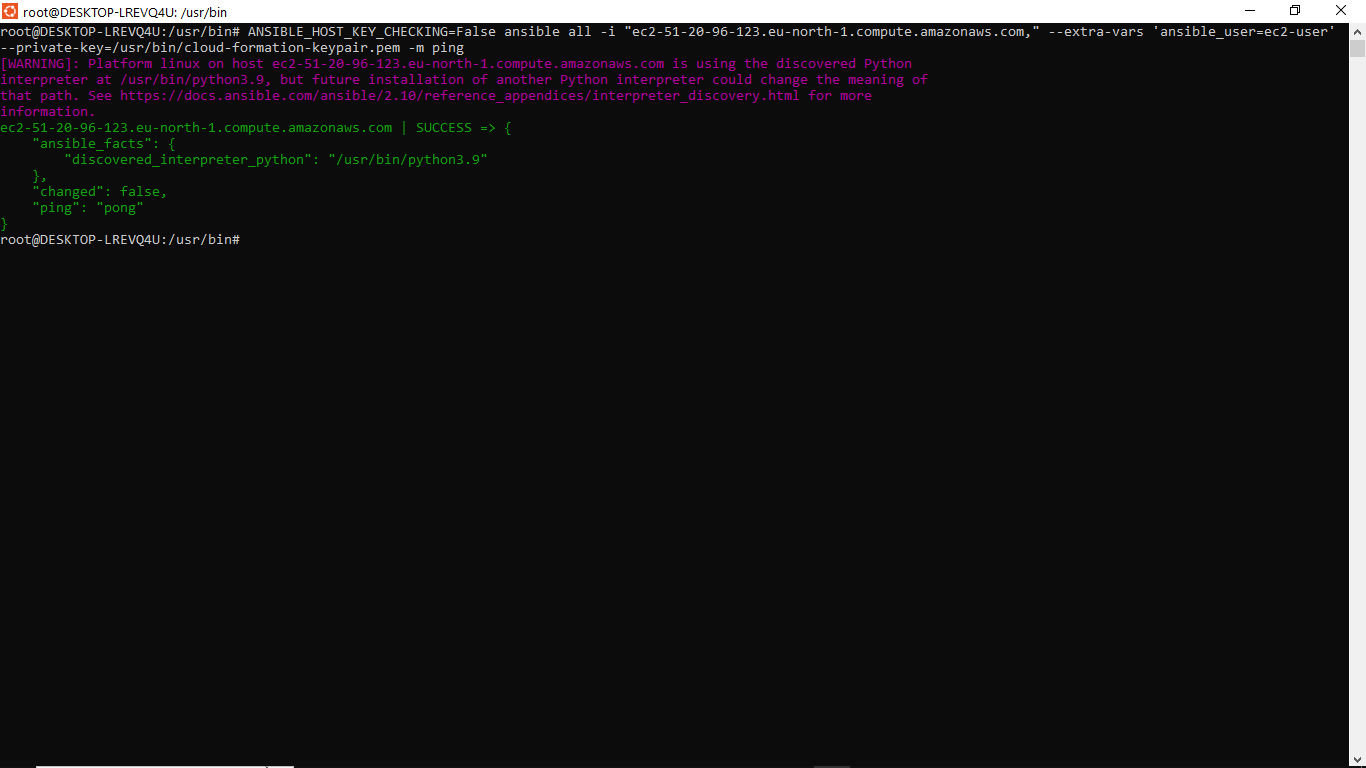 root@DESKTOP-LREVQ4U: /usr/bin
root@DESKTOP-LREVQ4U:/usr/bin# ANSIBLE_HOST_KEY_CHECKING=False ansible all -i "ec2-51-20-96-123.eu-north-1.compute.amazonaws.com," --extra-vars 'ansible_user=ec2-user'
--private-key=/usr/bin/cloud-formation-keypair.pem -m ping
[WARNING]: Platform linux on host ec2-51-20-96-123.eu-north-1.compute.amazonaws.com is using the discovered Python
interpreter at /usr/bin/python3.9, but future installation of another Python interpreter could change the meaning of
that path. See https://docs.ansible.com/ansible/2.10/reference_appendices/interpreter_discovery.html for more
information.
ec2-51-20-96-123.eu-north-1.compute.amazonaws.com | SUCCESS => {
    "ansible_facts": {
        "discovered_interpreter_python": "/usr/bin/python3.9"
    },
    "changed": false,
    "ping": "pong"
}
root@DESKTOP-LREVQ4U:/usr/bin#